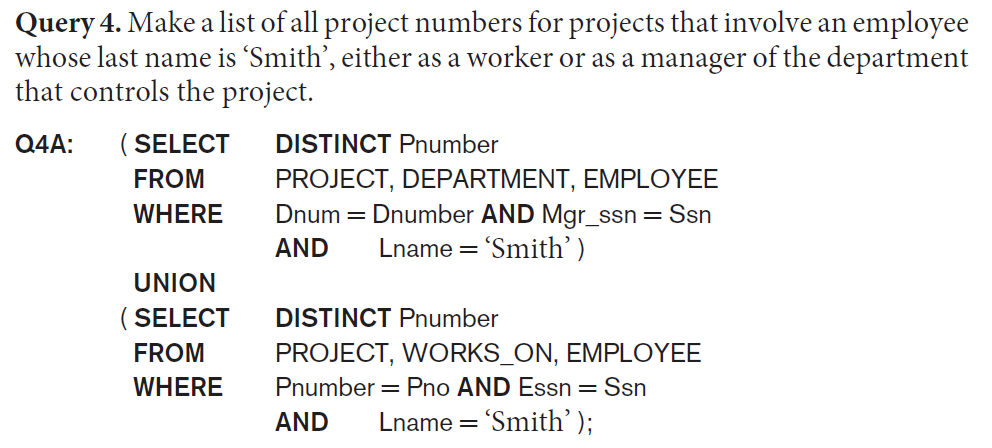 Query 4. Make a list of all project numbers for projects that involve an employee
whose last name is ‘Smith’, either as a worker or as a manager of the department
that controls the project.
Q4A: ( SELECT DISTINCT Pnumber
FROM PROJECT, DEPARTMENT, EMPLOYEE
WHERE Dnum = Dnumber AND Mgr_ssn = Ssn
AND Lname = ‘Smith’ )
UNION
( SELECT DISTINCT Pnumber
FROM PROJECT, WORKS_ON, EMPLOYEE
WHERE Pnumber = Pno AND Essn = Ssn
AND Lname = ‘Smith’ );